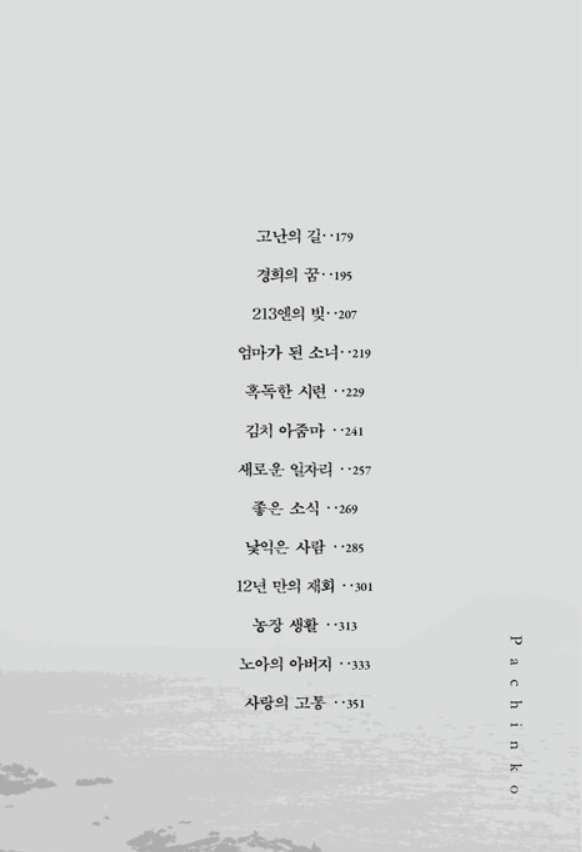 고난의 길··179
경희의 꿈··195
213엔의 빚··207
엄마가 된 소녀··219
혹독한 시련 ··229
김치 아줌마 ··241
새로운 일자리 ··257
좋은 소식 ··269
낯익은 사람 ··285
12년 만의 재회 ··301
농장 생활 ··313
노아의 아버지 ··333
사랑의 고통 ··351
Pachinko